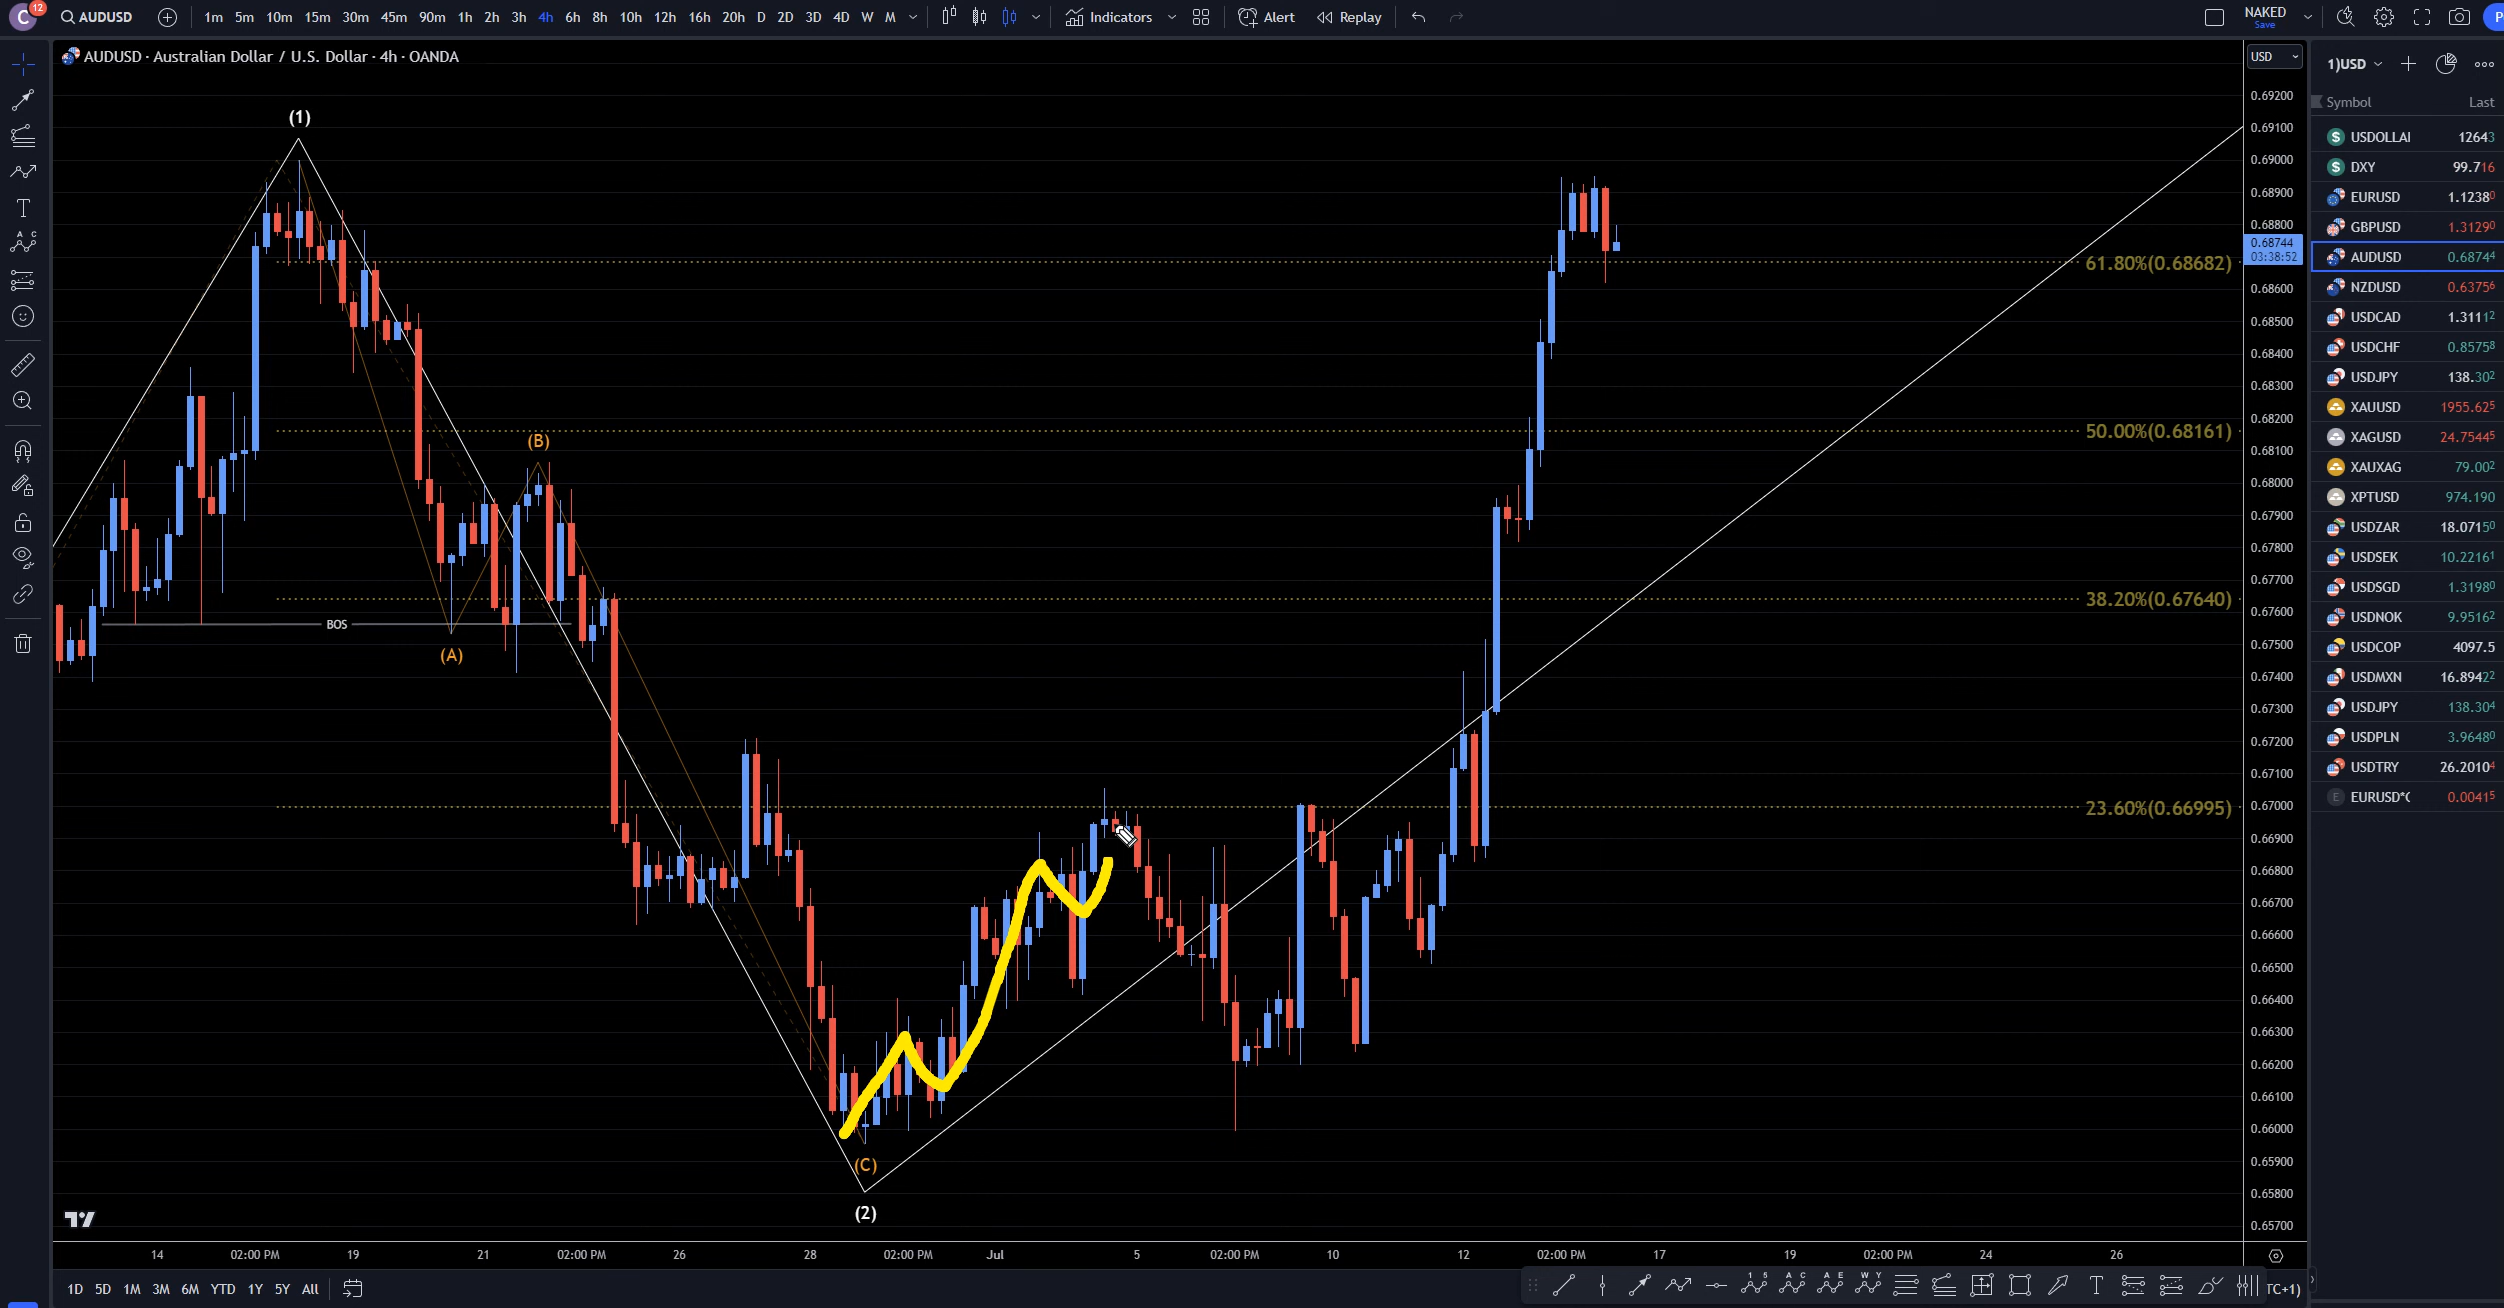 C 12 AUDUSD 1m 5m 10m 15m 30m 45m 90m 1h 2h 3h 4h 6h 8h 10h 12h 16h 20h D 2D 3D 4D W M Indicators Alert Replay NAKED
Save
AUDUSD · Australian Dollar / U.S. Dollar · 4h · OANDA
USD
1)USD
Symbol Last
(1)
BOS
(A)
(B)
(C)
(2)
61.80%(0.68682)
50.00%(0.68161)
38.20%(0.67640)
23.60%(0.66995)
0.69200
0.69100
0.69000
0.68900
0.68800
0.68744
03:38:52
0.68600
0.68500
0.68400
0.68300
0.68200
0.68100
0.68000
0.67900
0.67800
0.67700
0.67600
0.67500
0.67400
0.67300
0.67200
0.67100
0.67000
0.66900
0.66800
0.66700
0.66600
0.66500
0.66400
0.66300
0.66200
0.66100
0.66000
0.65900
0.65800
0.65700
USDOLLA 12643
DXY 99.716
EURUSD 1.12380
GBPUSD 1.31290
AUDUSD 0.68744
NZDUSD 0.63756
USDCAD 1.31112
USDCHF 0.85758
USDJPY 138.302
XAUUSD 1955.625
XAGUSD 24.75445
XAUXAG 79.002
XPTUSD 974.190
USDZAR 18.07150
USDSEK 10.22161
USDSGD 1.31980
USDNOK 9.95162
USDCOP 4097.5
USDMXN 16.89422
USDJPY 138.304
USDPLN 3.96480
USDTRY 26.20104
E EURUSD*( 0.00415
14 02:00 PM 19 21 02:00 PM 26 28 02:00 PM Jul 5 02:00 PM 10 12 02:00 PM 17 19 02:00 PM 24 26
1D 5D 1M 3M 6M YTD 1Y 5Y All
TC+1)